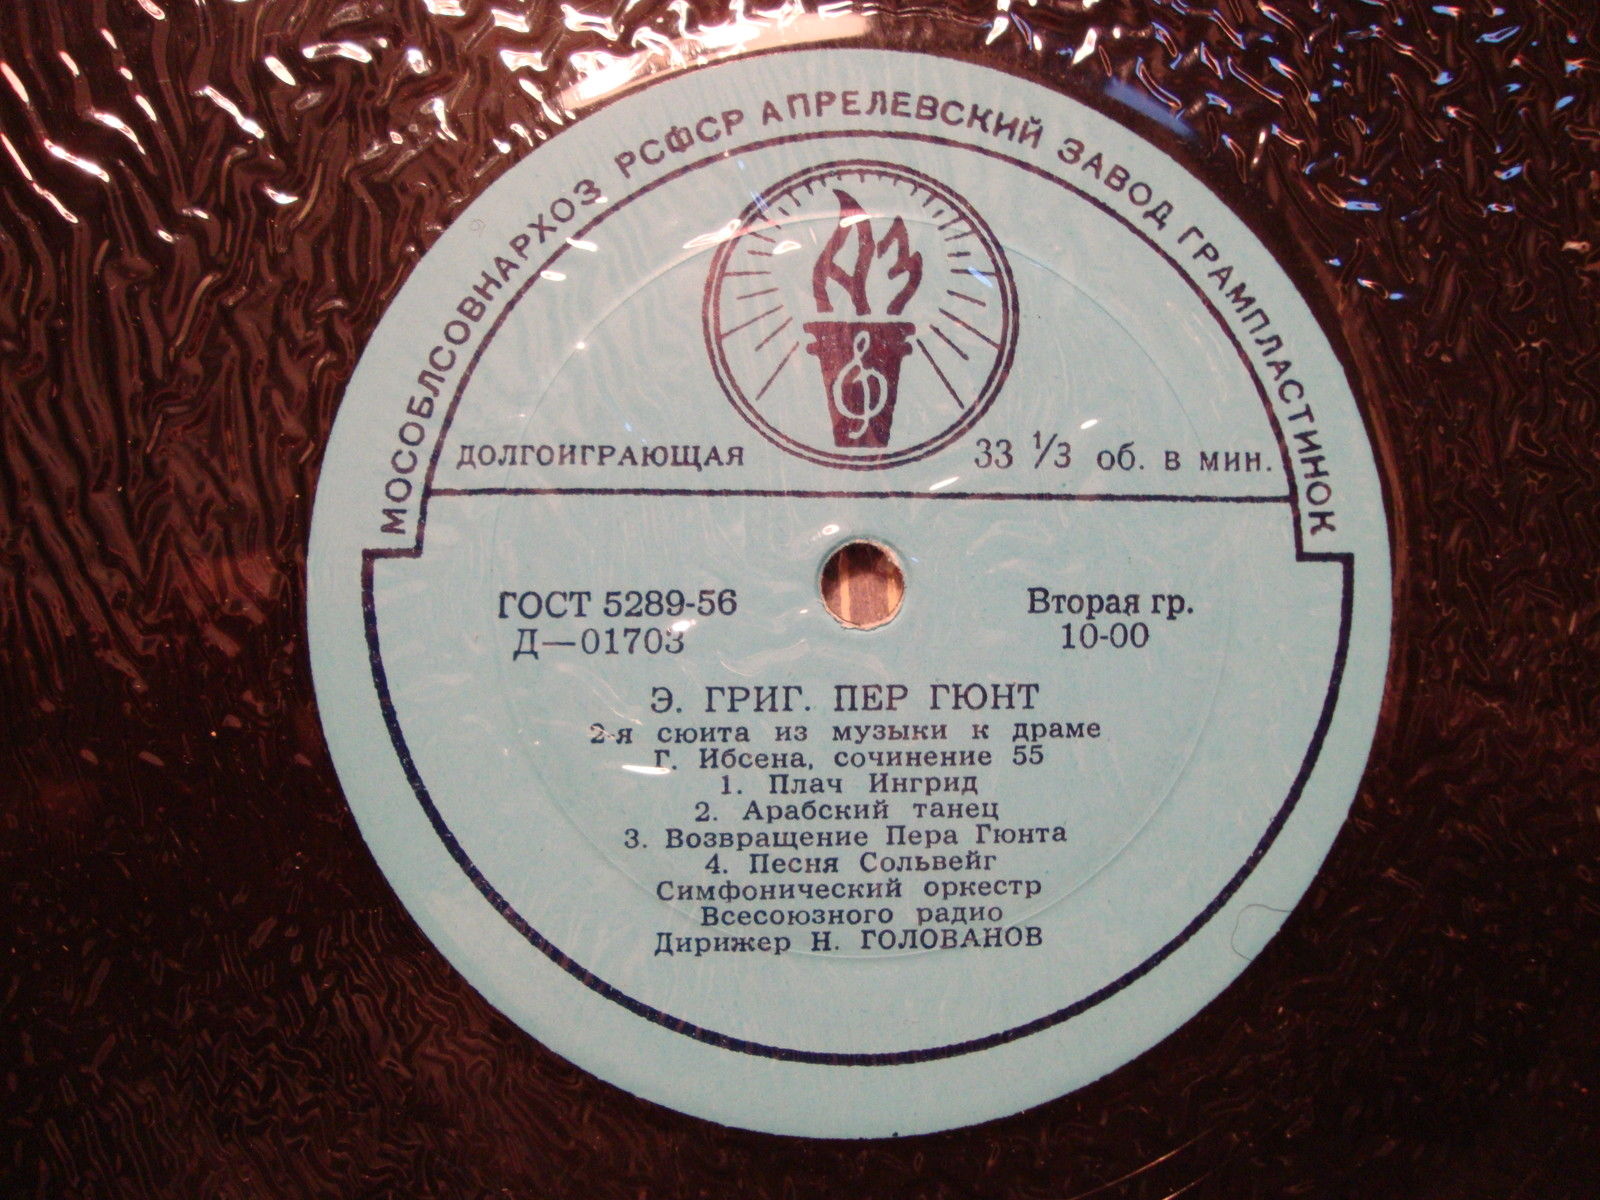 МОСОБЛСОВНАРХОЗ РСФСР АПРЕЛЕВСКИЙ ЗАВОД ГРАМПЛАСТИНОК
АЗ
ДОЛГОИГРАЮЩАЯ 33 1/3 об. в мин.
ГОСТ 5289-56
Д—01703
Вторая гр.
10-00
Э. ГРИГ. ПЕР ГЮНТ
2-я сюита из музыки к драме
Г. Ибсена, сочинение 55
1. Плач Ингрид
2. Арабский танец
3. Возвращение Пера Гюнта
4. Песня Сольвейг
Симфонический оркестр
Всесоюзного радио
Дирижер Н. ГОЛОВАНОВ